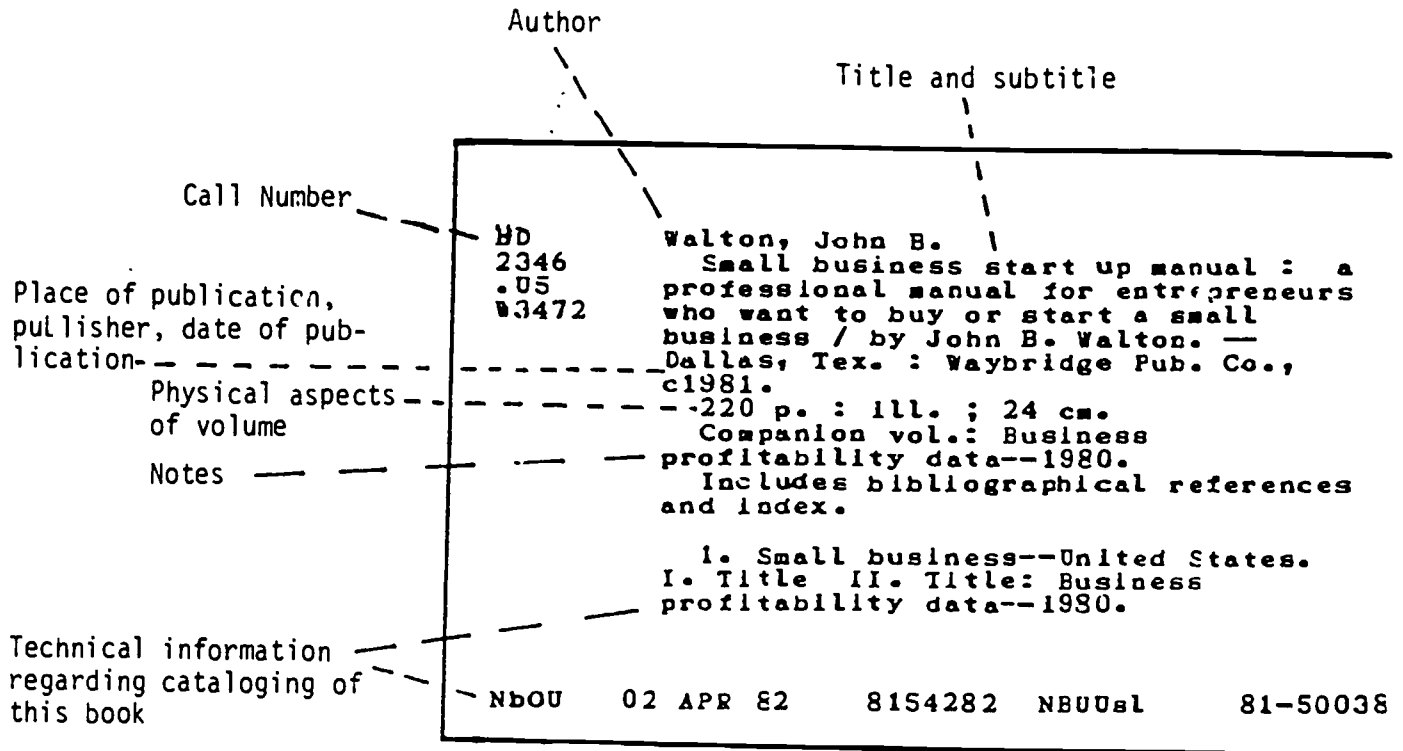 Author
Title and subtitle
Call Number
HD
2346
.U5
W3472
Walton, John B.
Small business start up manual : a
professional manual for entrepreneurs
who want to buy or start a small
business / by John B. Walton. —
Dallas, Tex. : Waybridge Pub. Co.,
c1981.
220 p. : ill. ; 24 cm.
Companion vol.: Business
profitability data--1980.
Includes bibliographical references
and index.
1. Small business--United States.
I. Title II. Title: Business
profitability data--1980.
Place of publication,
publisher, date of pub-
lication-
Physical aspects
of volume
Notes
Technical information
regarding cataloging of
this book
NbOU 02 APR 82 8154282 NBUUsl 81-50038